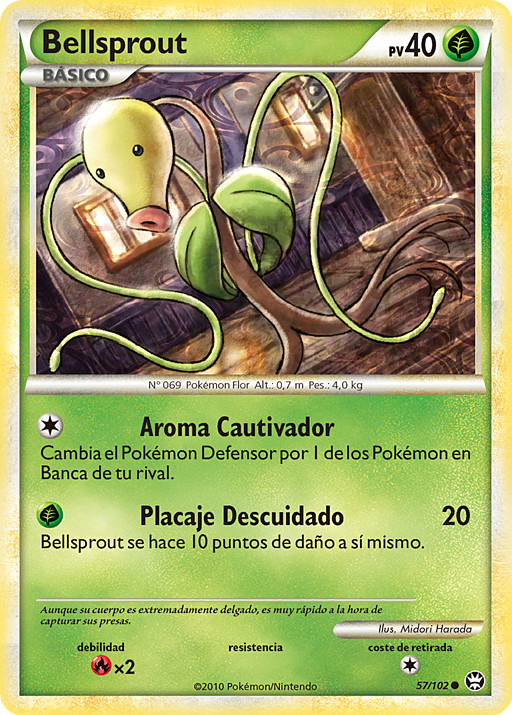 Bellsprout
PV 40
BÁSICO
Nº 069 Pokémon Flor Alt.: 0,7 m Pes.: 4,0 kg
Aroma Cautivador
Cambia el Pokémon Defensor por 1 de los Pokémon en
Banca de tu rival.
Placaje Descuidado 20
Bellsprout se hace 10 puntos de daño a sí mismo.
Aunque su cuerpo es extremadamente delgado, es muy rápido a la hora de
capturar sus presas.
Ilus. Midori Harada
debilidad resistencia coste de retirada
×2
57/102
©2010 Pokémon/Nintendo